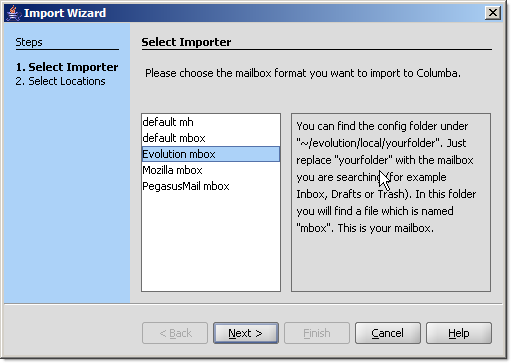 Import Wizard
Steps
1. Select Importer
2. Select Locations
Select Importer
Please choose the mailbox format you want to import to Columba.
default mh
default mbox
Evolution mbox
Mozilla mbox
PegasusMail mbox
You can find the config folder under
"~/evolution/local/yourfolder". Just
replace "yourfolder" with the mailbox
you are searching (for example
Inbox, Drafts or Trash). In this folder
you will find a file which is named
"mbox". This is your mailbox.
< Back
Next >
Finish
Cancel
Help